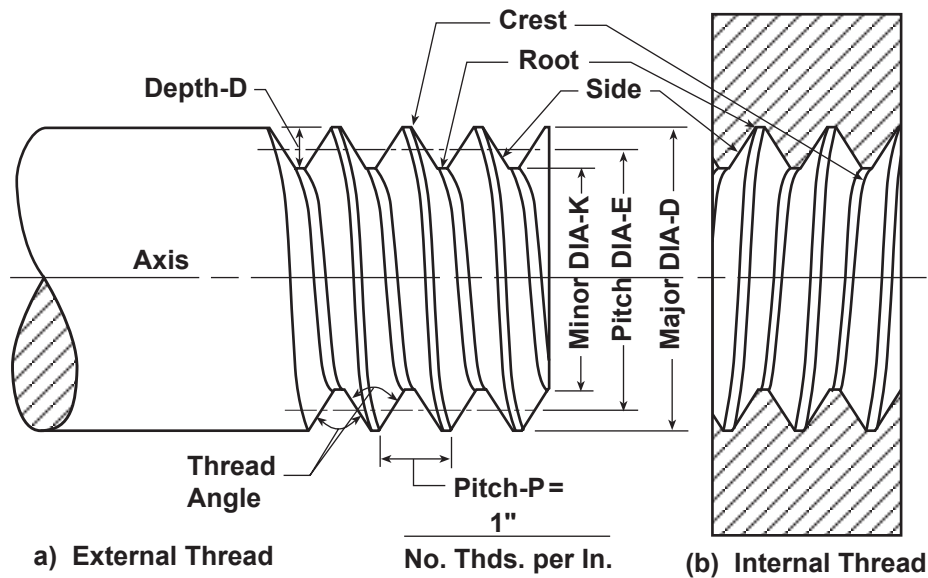 Crest
Root
Depth-D
Side
Axis
Minor DIA-K
Pitch DIA-E
Major DIA-D
Thread
Angle
Pitch-P =
1"
No. Thds. per In.
a) External Thread
(b) Internal Thread